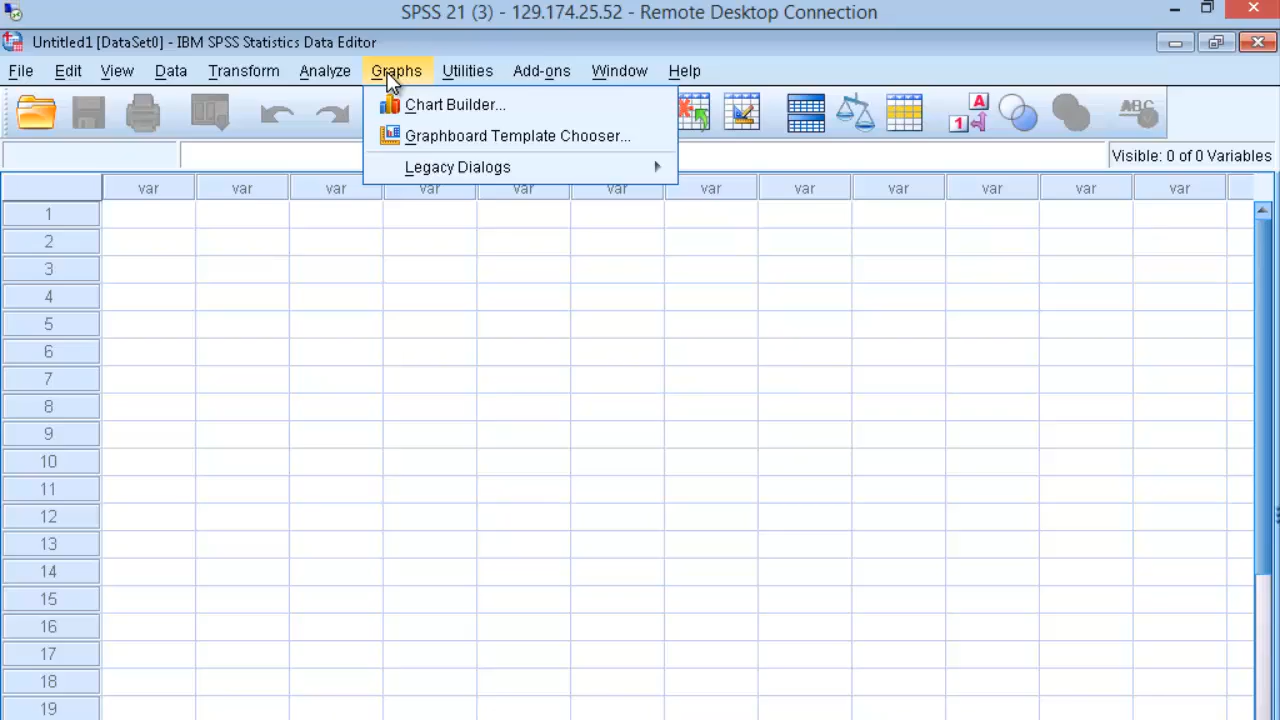 SPSS 21 (3) - 129.174.25.52 - Remote Desktop Connection
Untitled1 [DataSet0] - IBM SPSS Statistics Data Editor
File Edit View Data Transform Analyze Graphs Utilities Add-ons Window Help
Chart Builder...
Graphboard Template Chooser...
Legacy Dialogs
A
1
ABC
Visible: 0 of 0 Variables
var var var var var var var var var var var var
1
2
3
4
5
6
7
8
9
10
11
12
13
14
15
16
17
18
19